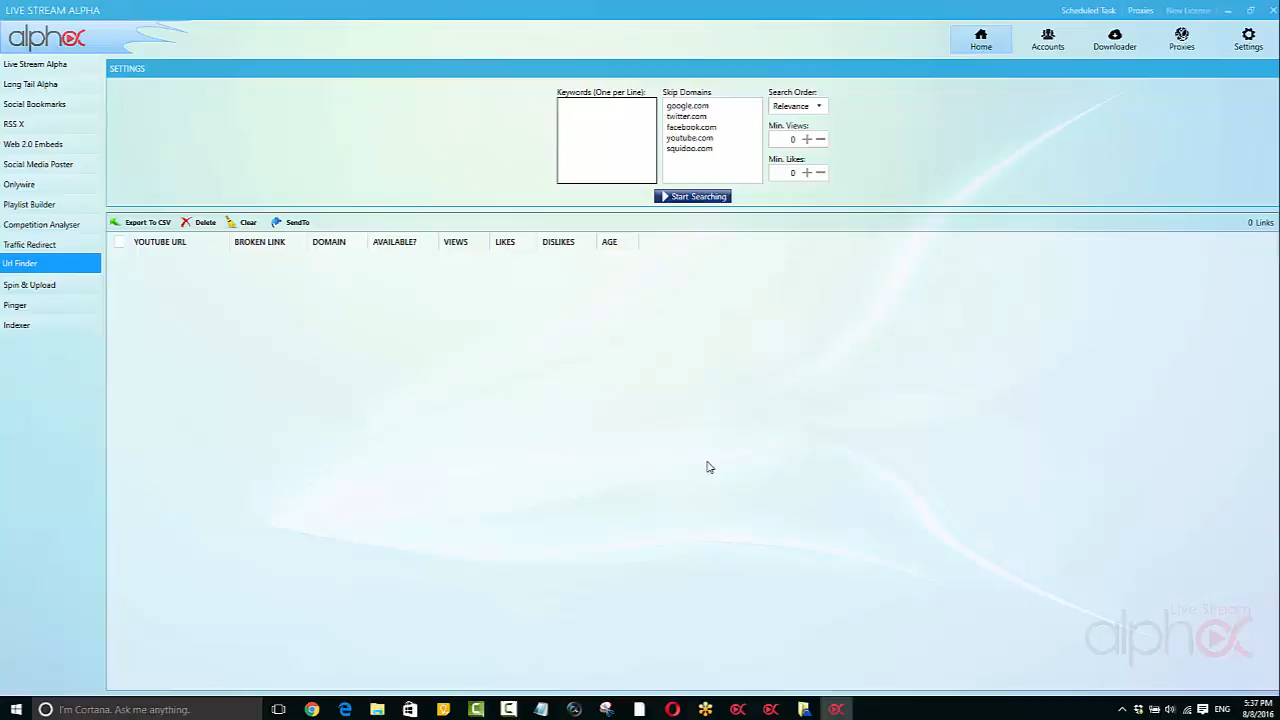 LIVE STREAM ALPHA
Scheduled Task Proxies New License
alpha
Home Accounts Downloader Proxies Settings
Live Stream Alpha
Long Tail Alpha
Social Bookmarks
RSS X
Web 2.0 Embeds
Social Media Poster
Onlywire
Playlist Builder
Competition Analyser
Traffic Redirect
Url Finder
Spin & Upload
Pinger
Indexer
SETTINGS
Keywords (One per Line):
Skip Domains
google.com
twitter.com
facebook.com
youtube.com
squidoo.com
Search Order:
Relevance
Min. Views:
0
Min. Likes:
0
Start Searching
Export To CSV Delete Clear SendTo 0 Links
YOUTUBE URL BROKEN LINK DOMAIN AVAILABLE? VIEWS LIKES DISLIKES AGE
Live Stream
alpha
I'm Cortana. Ask me anything.
ENG
5:37 PM
8/8/2016